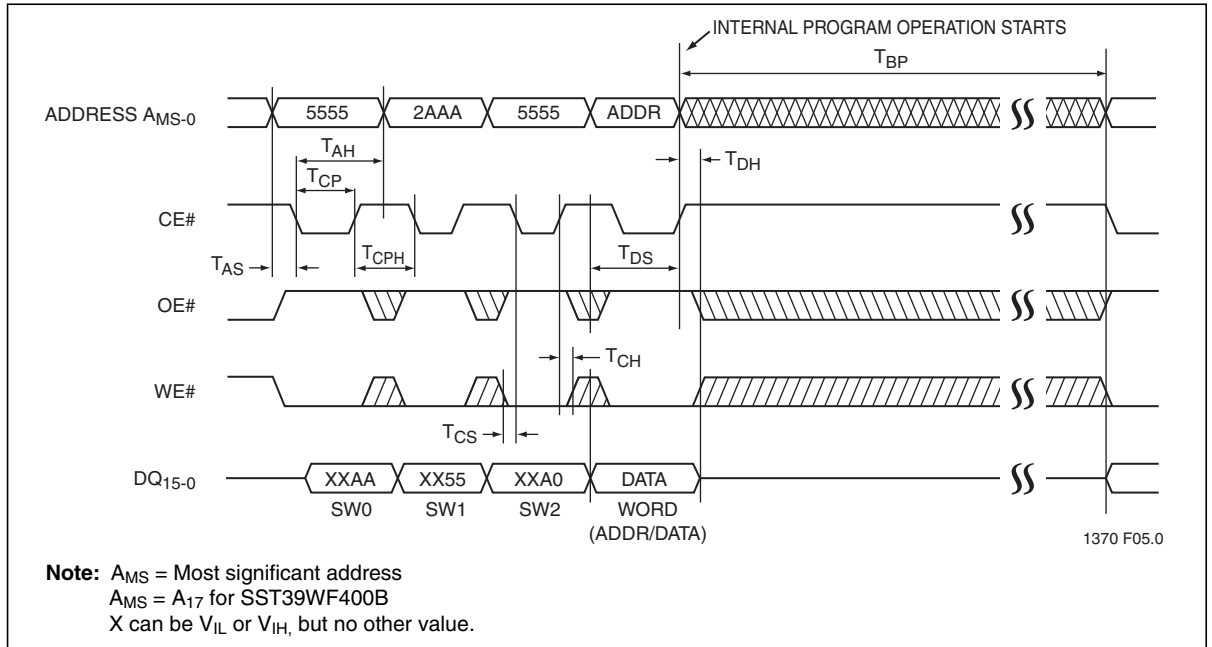 INTERNAL PROGRAM OPERATION STARTS
TBP
ADDRESS AMS-0
5555
2AAA
5555
ADDR
TAH
TDH
TCP
CE#
TAS
TCPH
TDS
OE#
TCH
WE#
TCS
DQ15-0
XXAA
XX55
XXA0
DATA
SW0
SW1
SW2
WORD
(ADDR/DATA)
1370 F05.0
Note: AMS = Most significant address
AMS = A17 for SST39WF400B
X can be VIL or VIH, but no other value.